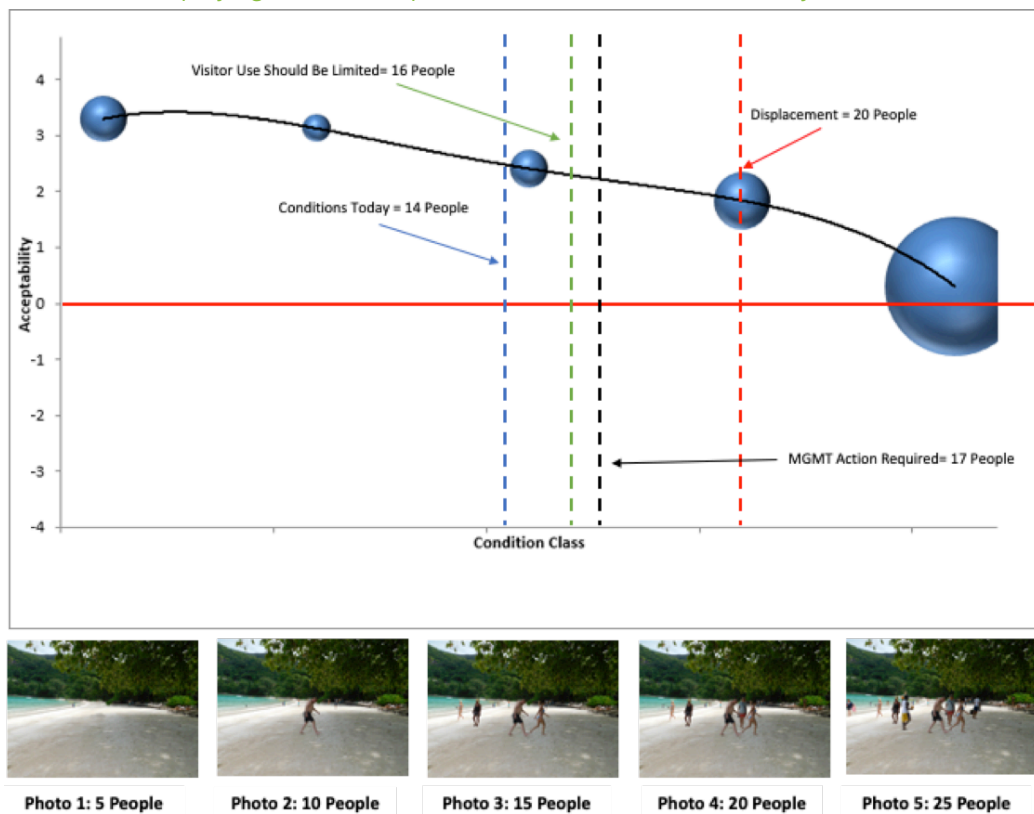 4
Visitor Use Should Be Limited= 16 People
3
Displacement = 20 People
2
Conditions Today = 14 People
1
Acceptability
0
-1
-2
-3
MGMT Action Required= 17 People
-4
Condition Class
Photo 1: 5 People
Photo 2: 10 People
Photo 3: 15 People
Photo 4: 20 People
Photo 5: 25 People